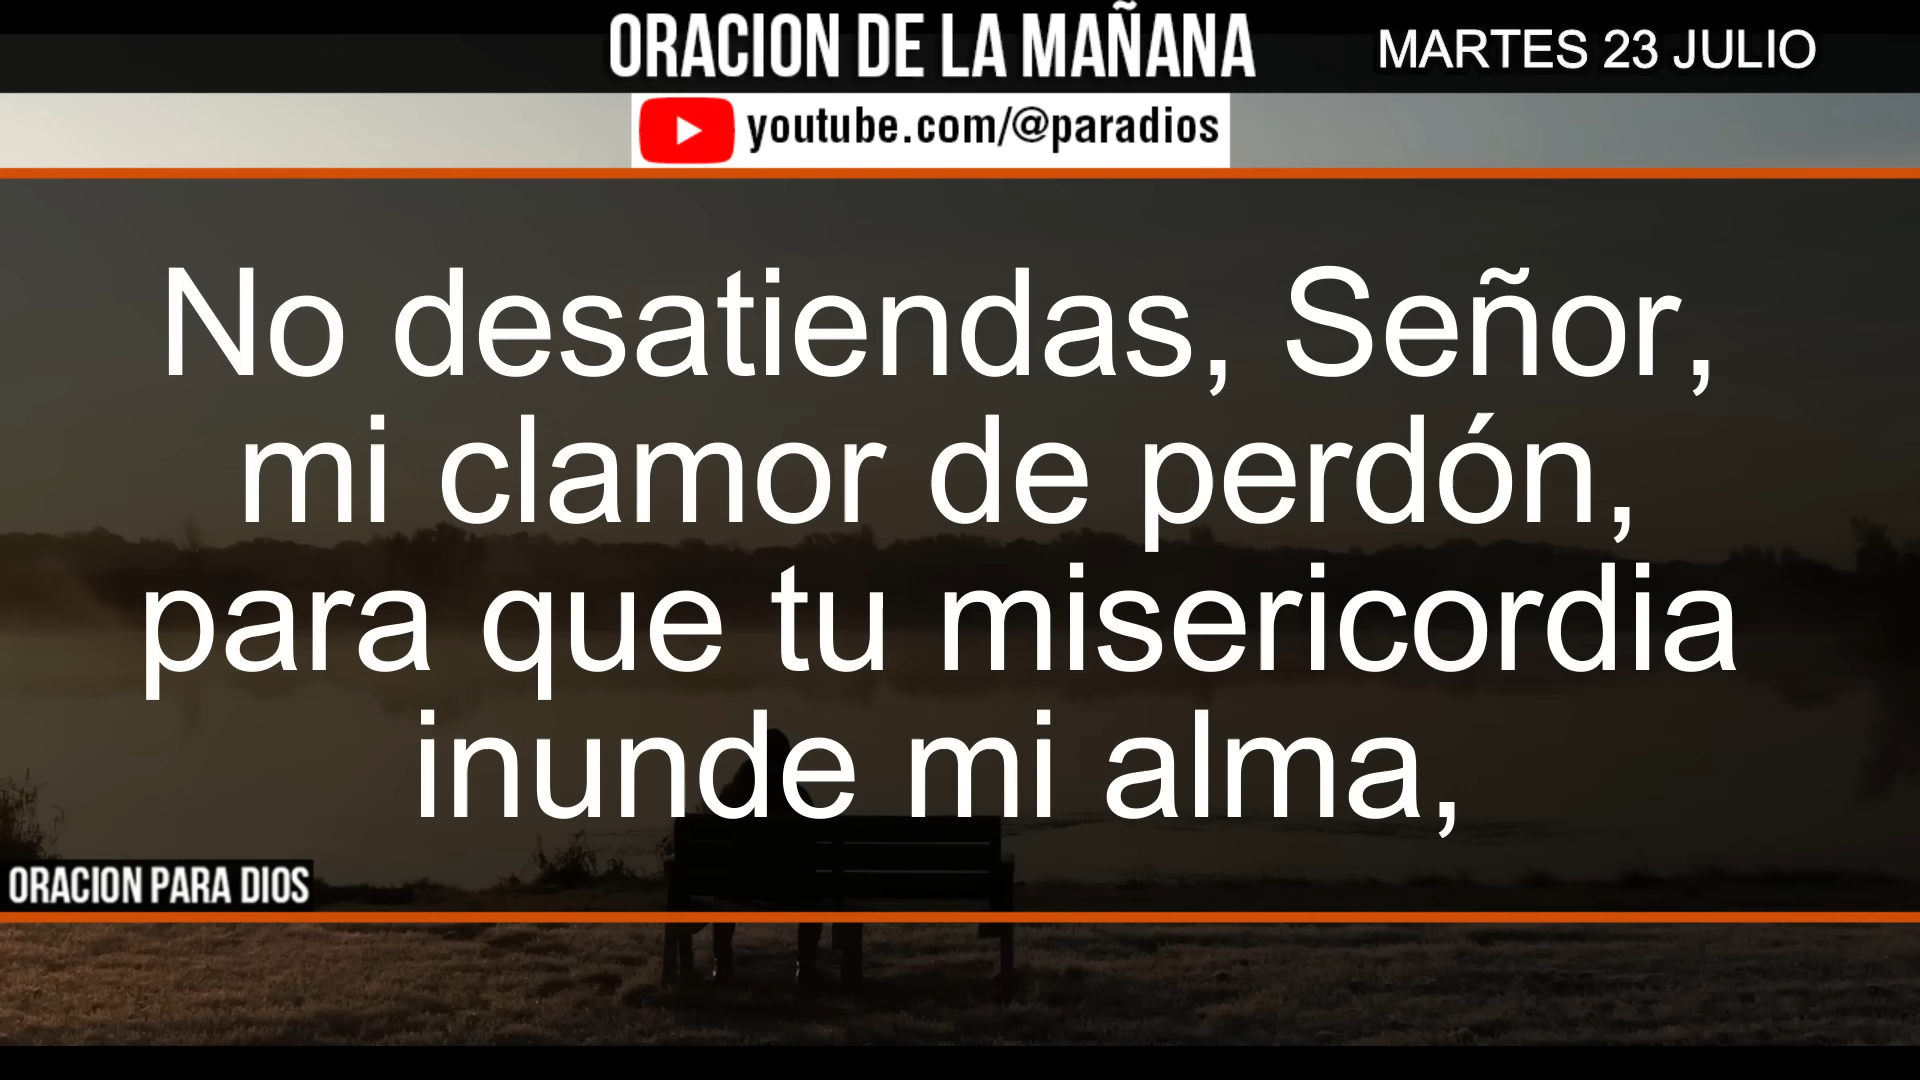 ORACION DE LA MAÑANA
MARTES 23 JULIO
youtube.com/@paradios
No desatiendas, Señor,
mi clamor de perdón,
para que tu misericordia
inunde mi alma,
ORACION PARA DIOS